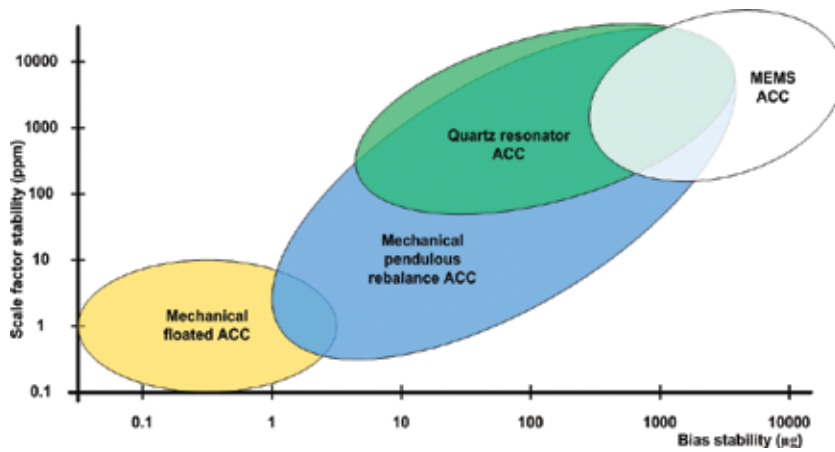 Scale factor stability (ppm)
10000
1000
100
10
1
0.1
MEMS
ACC
Quartz resonator
ACC
Mechanical
pendulous
rebalance ACC
Mechanical
floated ACC
0.1
1
10
100
1000
10000
Bias stability (µg)